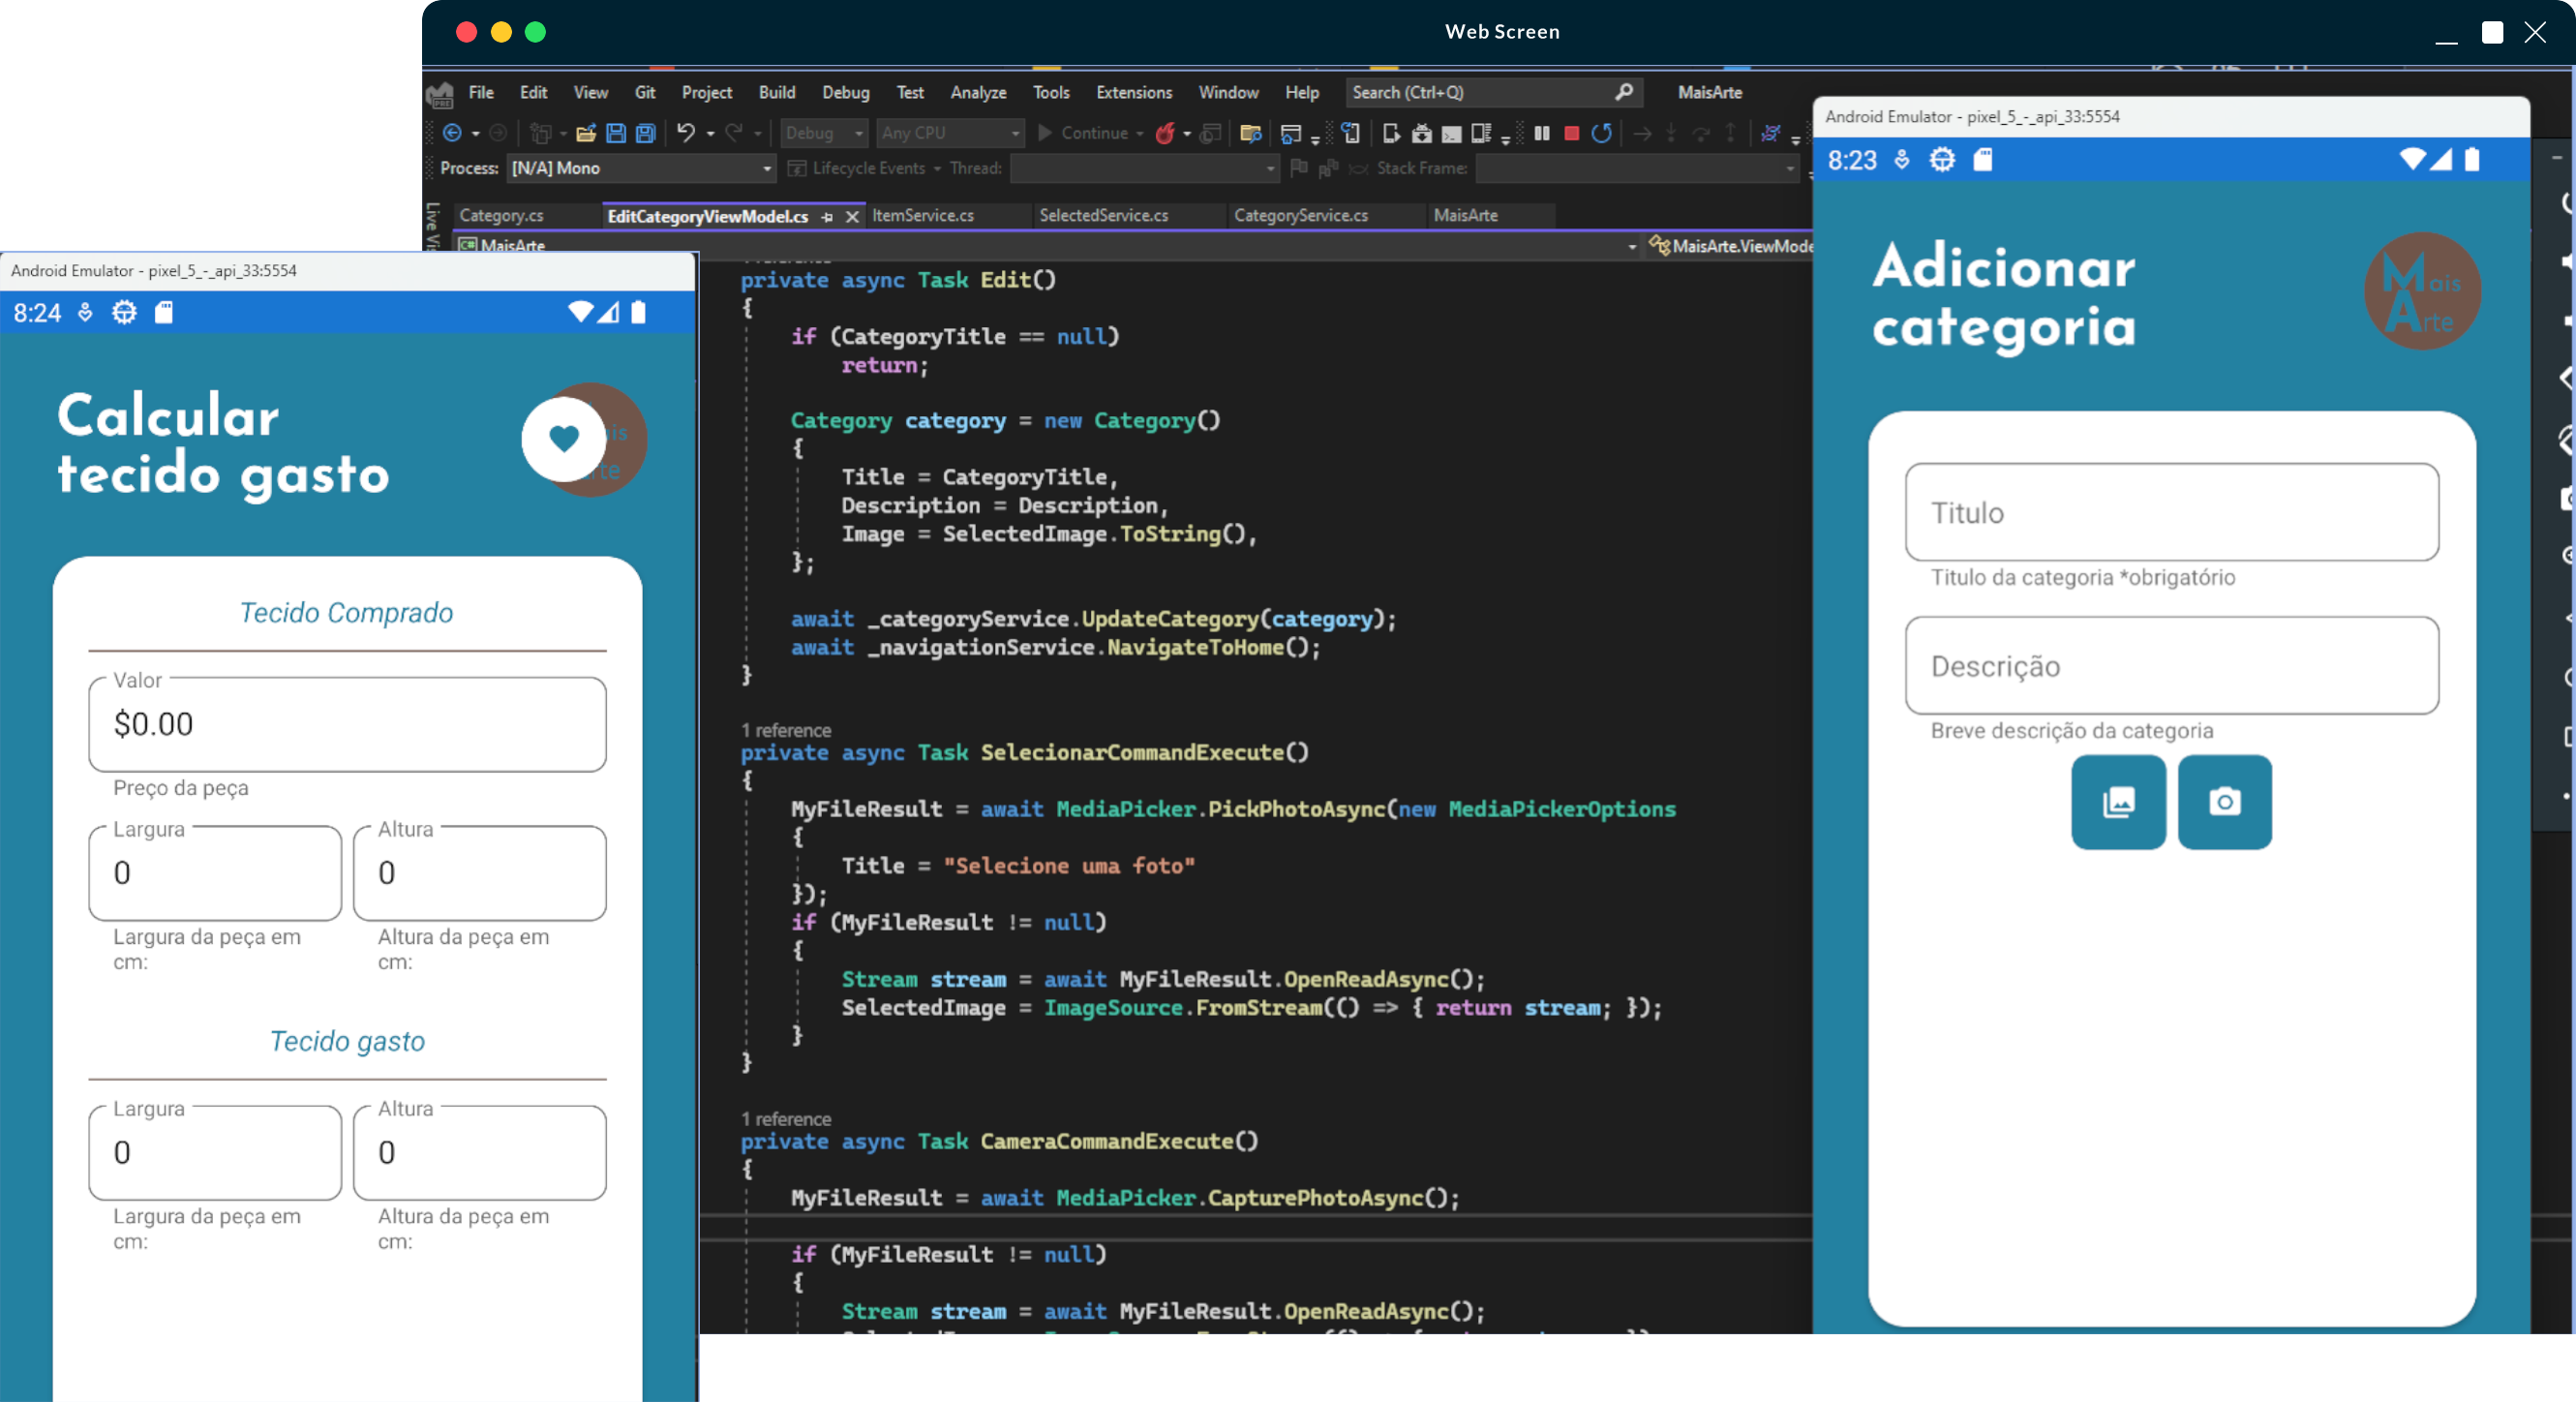 Web Screen
File Edit View Git Project Build Debug Test Analyze Tools Extensions Window Help Search (Ctrl+Q) MaisArte
Debug Any CPU Continue
Process: [N/A] Mono Lifecycle Events Thread: Stack Frame:
Category.cs EditCategoryViewModel.cs ItemService.cs SelectedService.cs CategoryService.cs MaisArte
C# MaisArte MaisArte.ViewMode
private async Task Edit()
{
if (CategoryTitle == null)
return;
Category category = new Category()
{
Title = CategoryTitle,
Description = Description,
Image = SelectedImage.ToString(),
};
await _categoryService.UpdateCategory(category);
await _navigationService.NavigateToHome();
}
1 reference
private async Task SelecionarCommandExecute()
{
MyFileResult = await MediaPicker.PickPhotoAsync(new MediaPickerOptions
{
Title = "Selecione uma foto"
});
if (MyFileResult != null)
{
Stream stream = await MyFileResult.OpenReadAsync();
SelectedImage = ImageSource.FromStream(() => { return stream; });
}
}
1 reference
private async Task CameraCommandExecute()
{
MyFileResult = await MediaPicker.CapturePhotoAsync();
if (MyFileResult != null)
{
Stream stream = await MyFileResult.OpenReadAsync();
Android Emulator - pixel_5_-_api_33:5554
8:24
Calcular
tecido gasto
Tecido Comprado
Valor
$0.00
Preço da peça
Largura Altura
0 0
Largura da peça em Altura da peça em
cm: cm:
Tecido gasto
Largura Altura
0 0
Largura da peça em Altura da peça em
cm: cm:
Android Emulator - pixel_5_-_api_33:5554
8:23
Adicionar
categoria
Mais
Arte
Titulo
Titulo da categoria *obrigatório
Descrição
Breve descrição da categoria